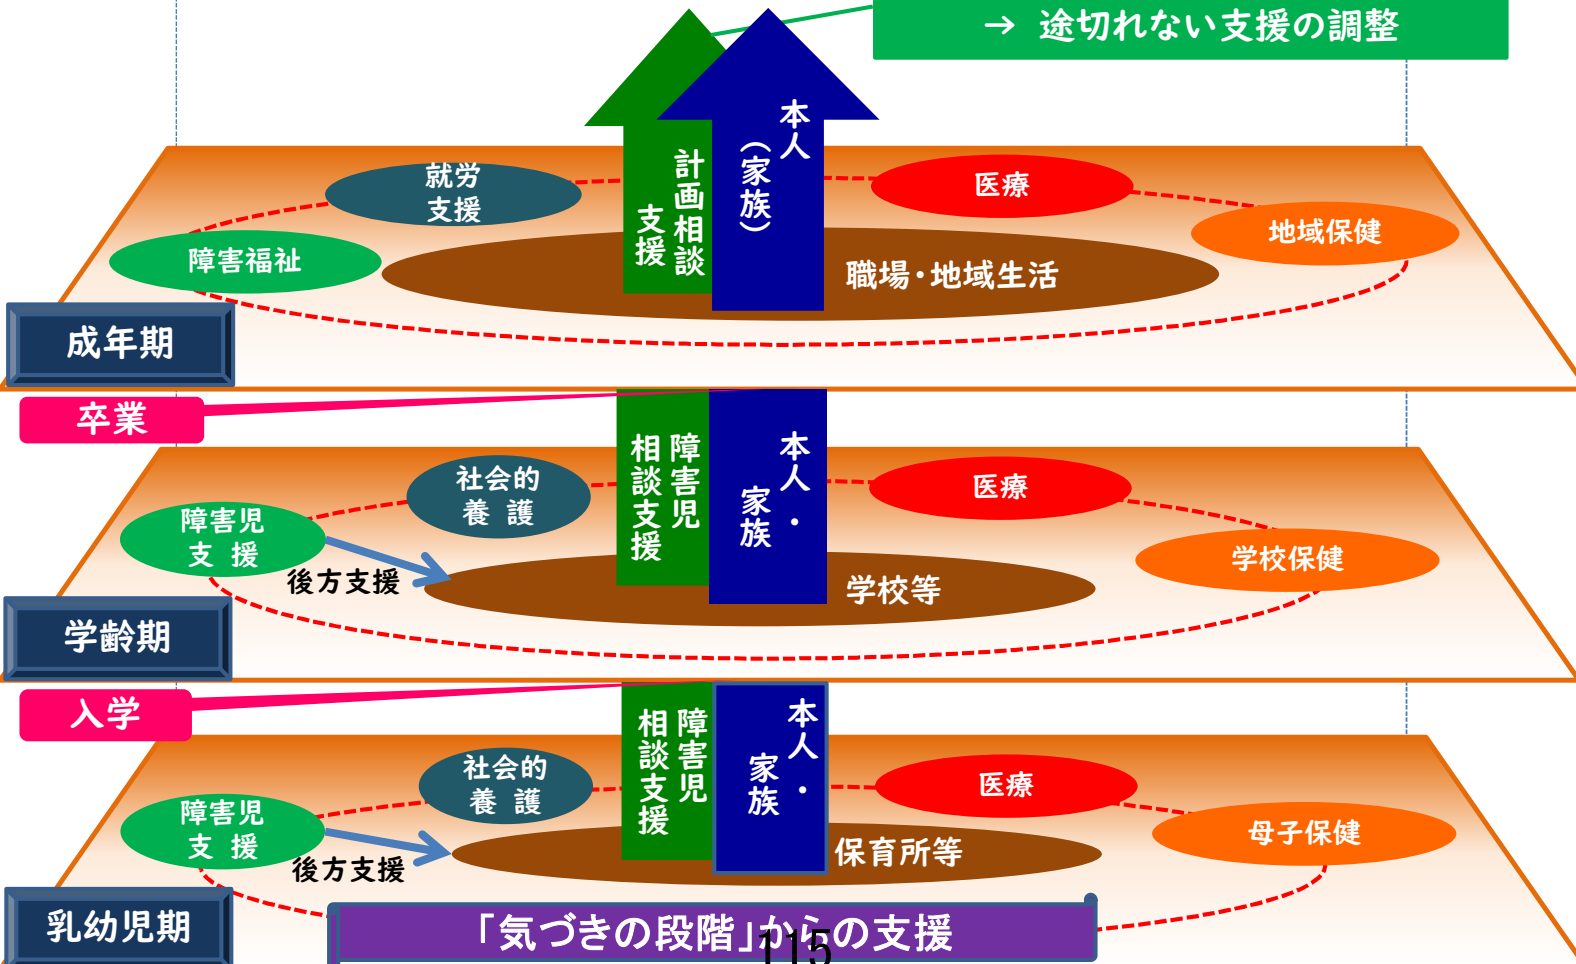 → 途切れない支援の調整
本人
(家族)
計画相談
支援
就労
支援
医療
地域保健
障害福祉
職場・地域生活
成年期
卒業
本人・
家族
障害児
相談支援
社会的
養 護
医療
障害児
支 援
後方支援
学校等
学校保健
学齢期
入学
本人・
家族
障害児
相談支援
社会的
養 護
医療
障害児
支 援
後方支援
保育所等
母子保健
乳幼児期
「気づきの段階」からの支援
115